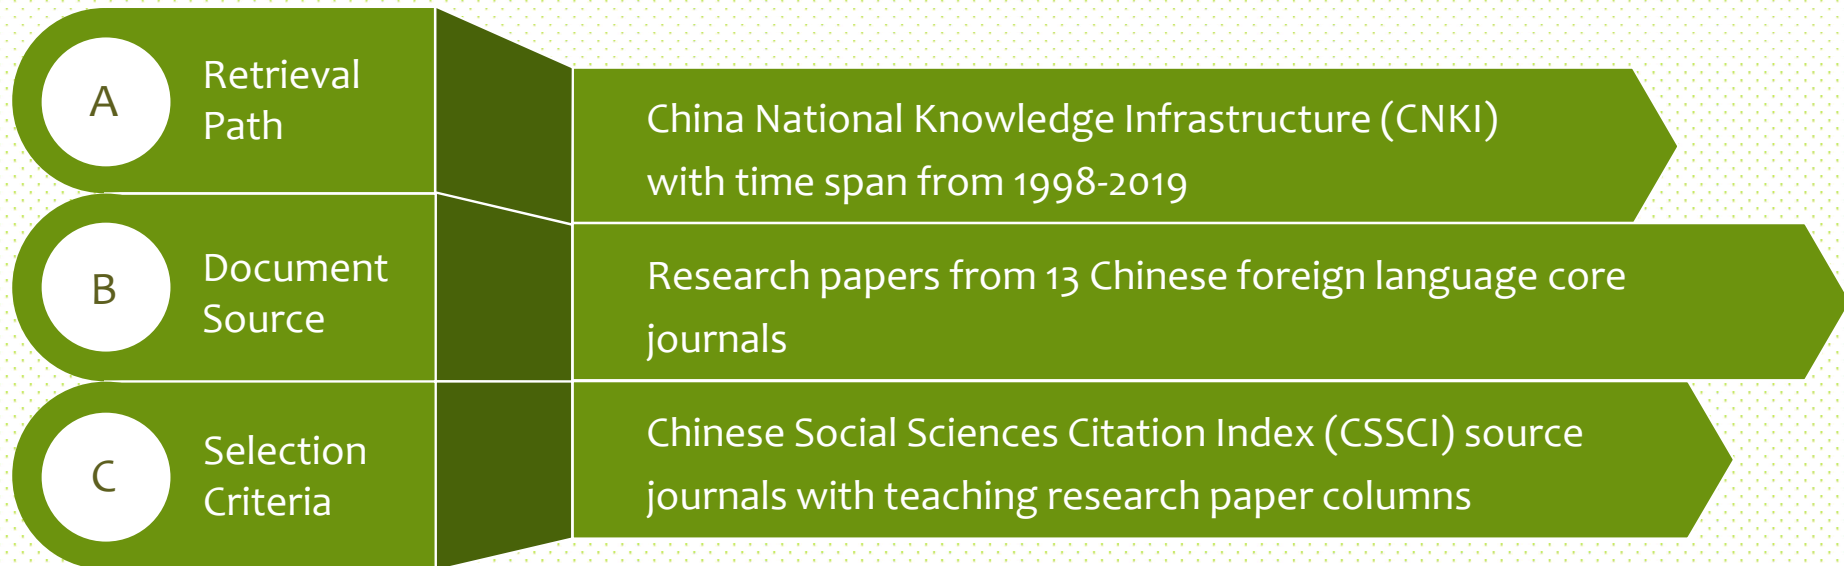 A
Retrieval
Path
China National Knowledge Infrastructure (CNKI)
with time span from 1998-2019
B
Document
Source
Research papers from 13 Chinese foreign language core
journals
C
Selection
Criteria
Chinese Social Sciences Citation Index (CSSCI) source
journals with teaching research paper columns